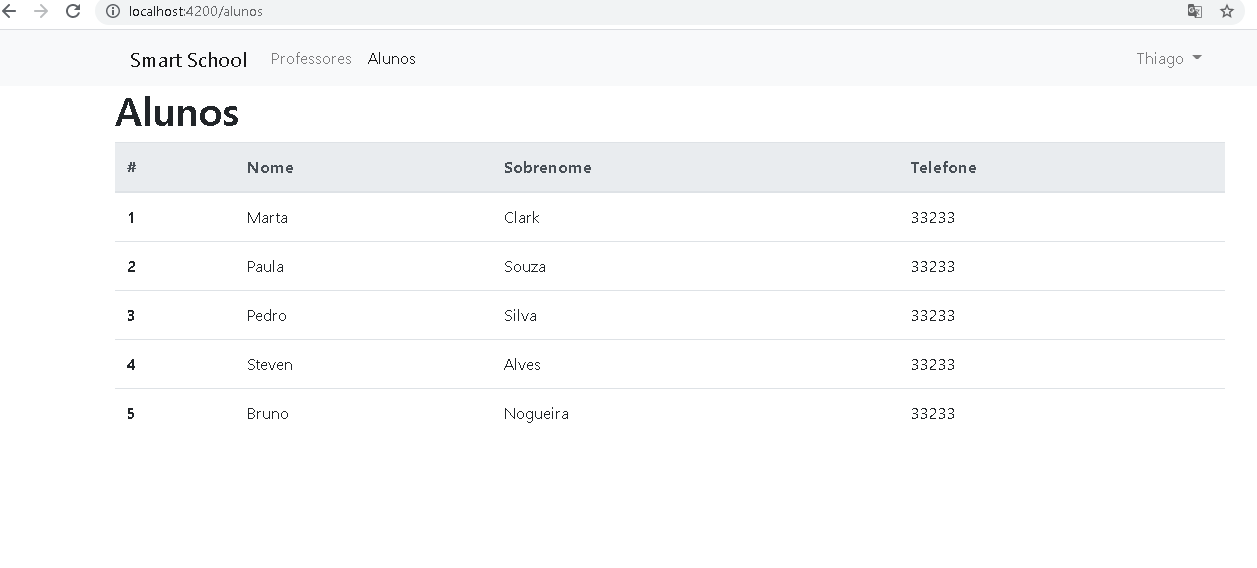 localhost:4200/alunos
Smart School Professores Alunos Thiago
Alunos
# Nome Sobrenome Telefone
1 Marta Clark 33233
2 Paula Souza 33233
3 Pedro Silva 33233
4 Steven Alves 33233
5 Bruno Nogueira 33233